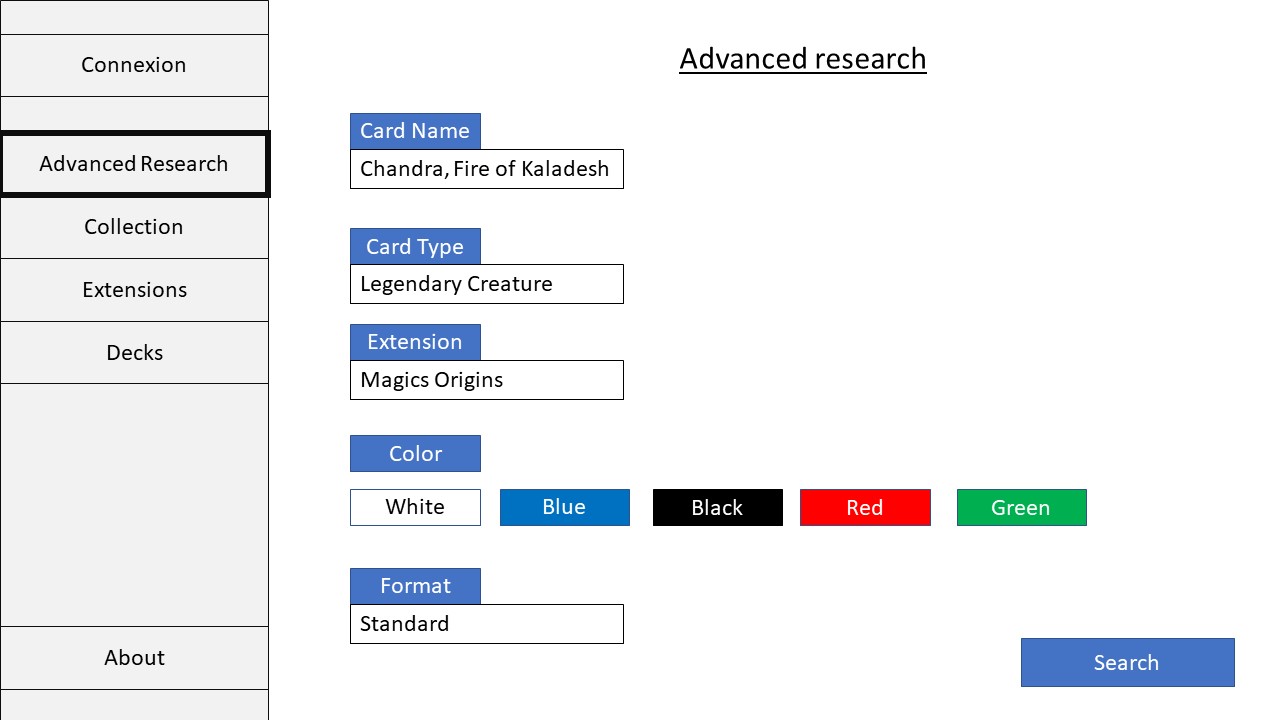 Connexion
Advanced Research
Collection
Extensions
Decks
About
Advanced research
Card Name
Chandra, Fire of Kaladesh
Card Type
Legendary Creature
Extension
Magics Origins
Color
White Blue Black Red Green
Format
Standard
Search